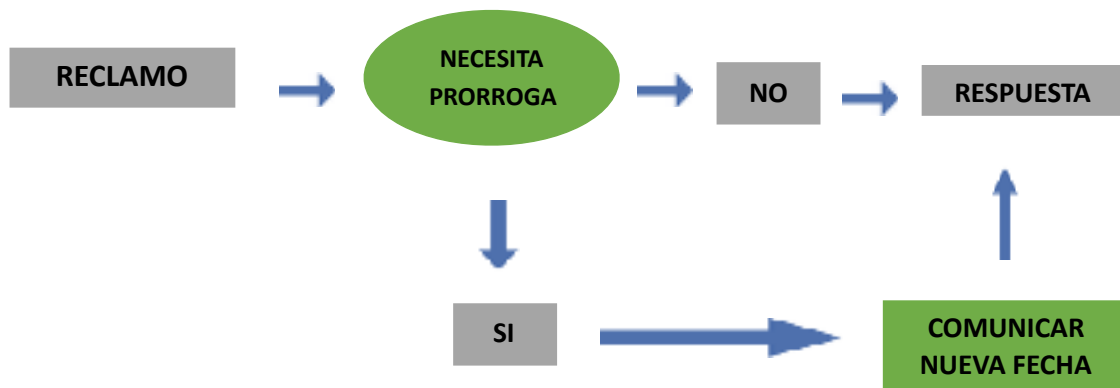 RECLAMO
NECESITA
PRORROGA
NO
RESPUESTA
SI
COMUNICAR
NUEVA FECHA